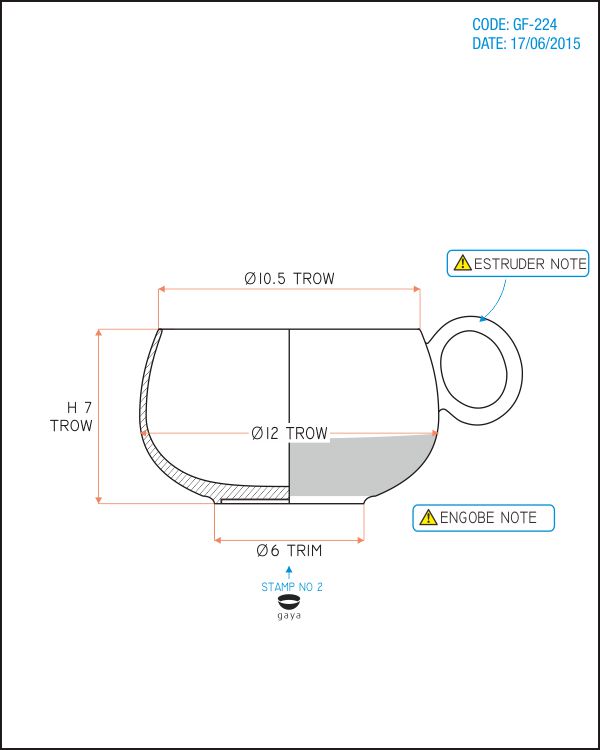 CODE: GF-224
DATE: 17/06/2015
ESTRUDER NOTE
Ø10.5 TROW
H 7
TROW
Ø12 TROW
ENGOBE NOTE
Ø6 TRIM
STAMP NO 2
gaya